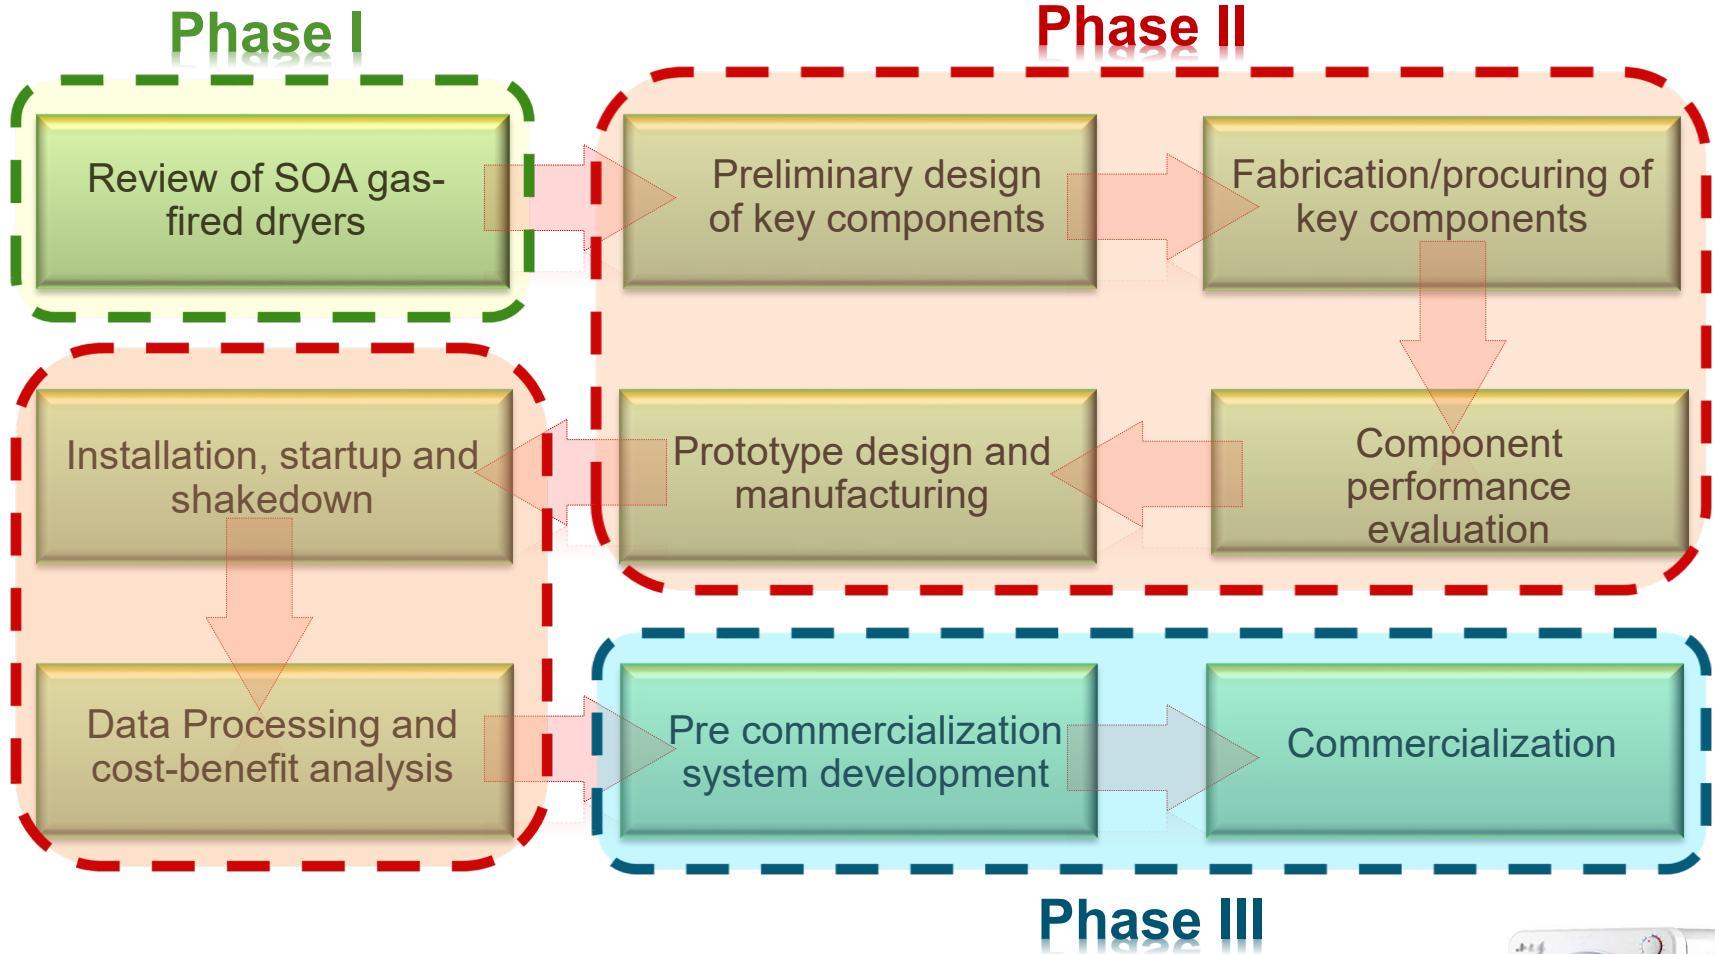 Phase I
Phase II
Review of SOA gas-
fired dryers
Preliminary design
of key components
Fabrication/procuring of
key components
Component
performance
evaluation
Prototype design and
manufacturing
Installation, startup and
shakedown
Data Processing and
cost-benefit analysis
Pre commercialization
system development
Commercialization
Phase III